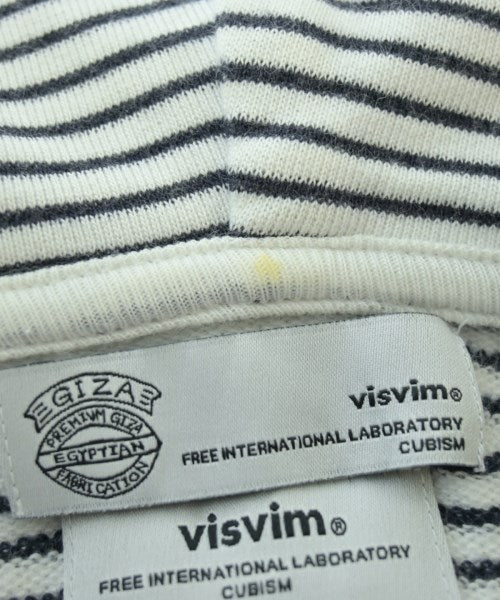 GIZA
PREMIUM GIZA
EGYPTIAN
FABRICATION
visvim®
FREE INTERNATIONAL LABORATORY
CUBISM
visvim®
FREE INTERNATIONAL LABORATORY
CUBISM